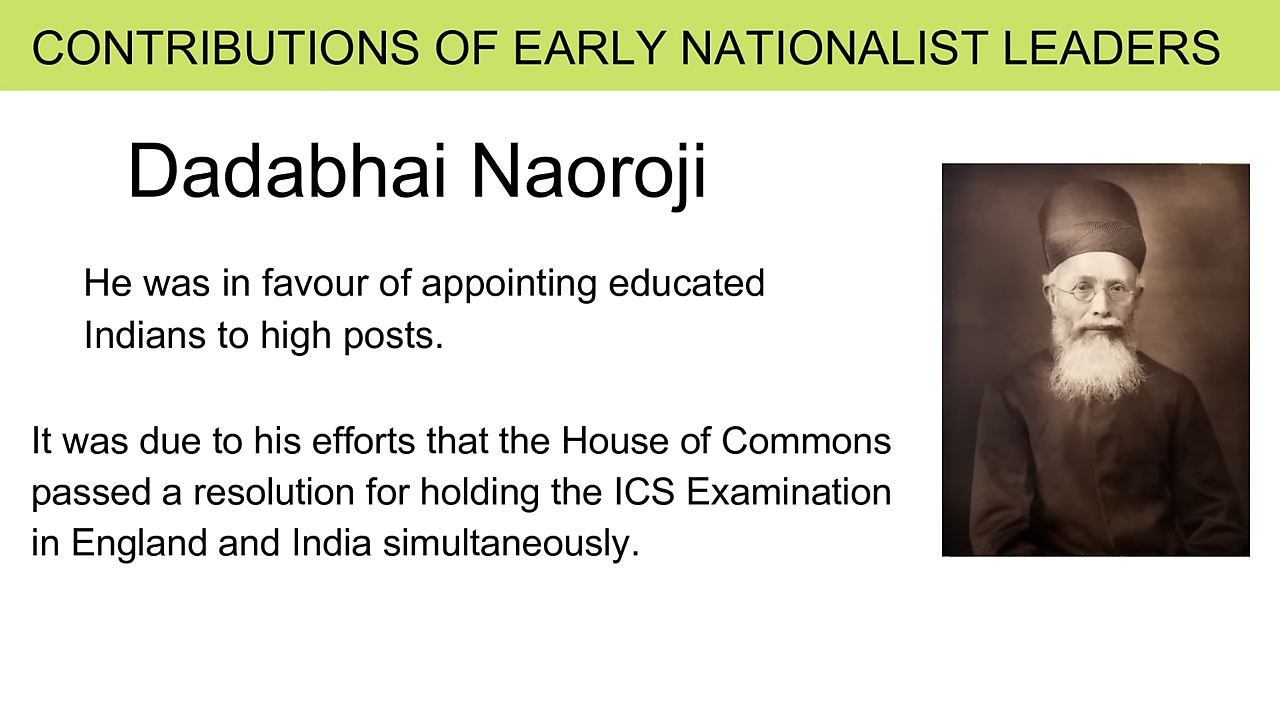 CONTRIBUTIONS OF EARLY NATIONALIST LEADERS
Dadabhai Naoroji
He was in favour of appointing educated
Indians to high posts.
It was due to his efforts that the House of Commons
passed a resolution for holding the ICS Examination
in England and India simultaneously.